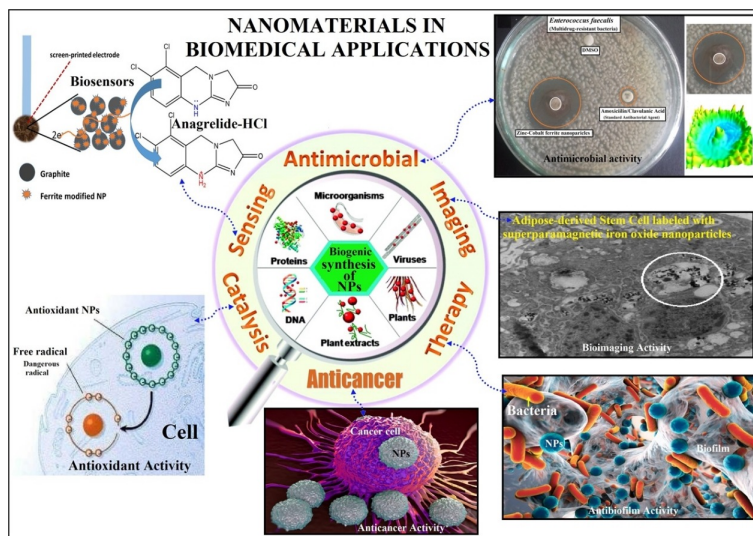 NANOMATERIALS IN
BIOMEDICAL APPLICATIONS
screen-printed electrode
Biosensors
2e
Graphite
Ferrite modified NP
Cl
Cl
N
N
H
N
O
Anagrelide-HCl
Cl
Cl
N
N
H₂
N
O
Enterococcus faecalis
(Multidrug-resistant bacteria)
DMSO
Amoxicillin/Clavulanic Acid
(Standard Antibacterial Agent)
Zinc-Cobalt ferrite nanoparticles
Antimicrobial activity
Antimicrobial
Sensing
Imaging
Catalysis
Therapy
Anticancer
Microorganisms
Proteins
Viruses
Biogenic
synthesis
of
NPs
DNA
Plants
Plant extracts
Adipose-derived Stem Cell labeled with
superparamagnetic iron oxide nanoparticles
Bioimaging Activity
Antioxidant NPs
Free radical
Dangerous
radical
Cell
Antioxidant Activity
Cancer cell
NPs
Anticancer Activity
Bacteria
NPs
Biofilm
Antibiofilm Activity